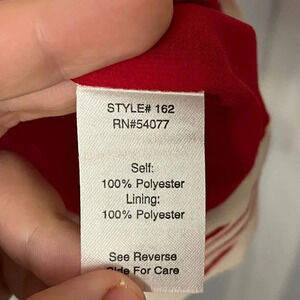 STYLE# 162
RN#54077
Self:
100% Polyester
Lining:
100% Polyester
See Reverse
Side For Care